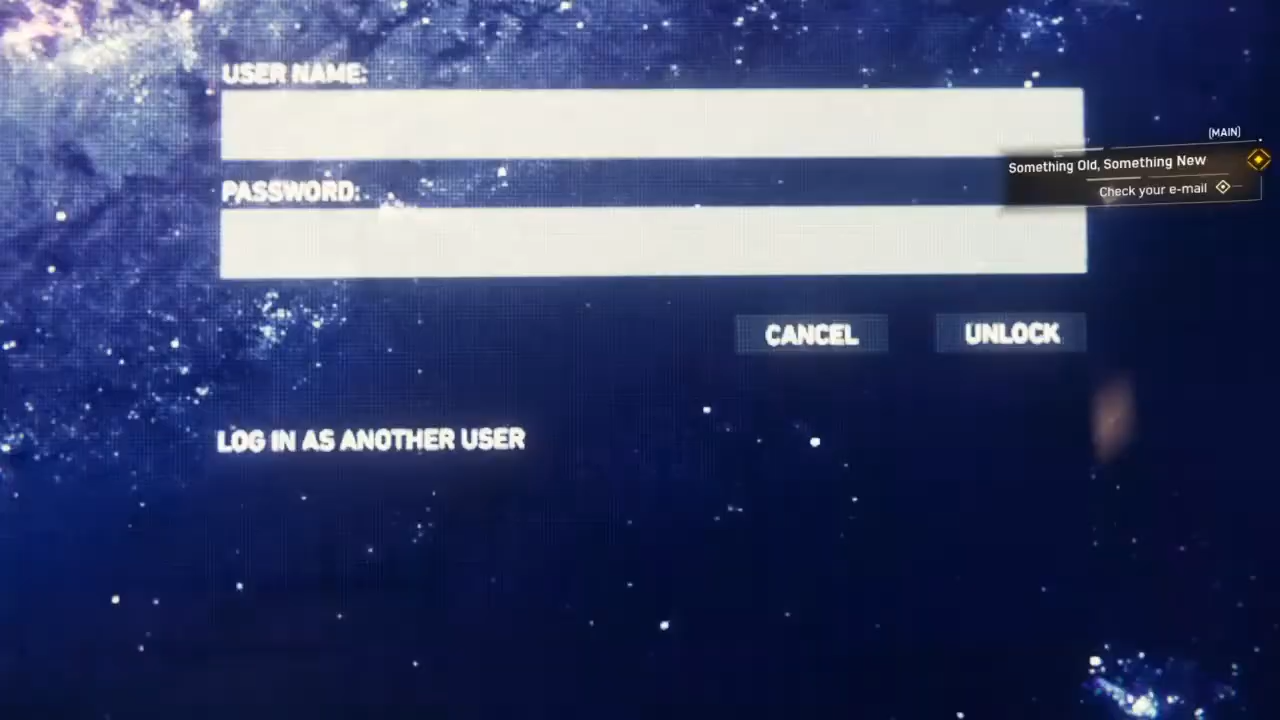 USER NAME:
(MAIN)
Something Old, Something New
Check your e-mail
PASSWORD:
CANCEL
UNLOCK
LOG IN AS ANOTHER USER